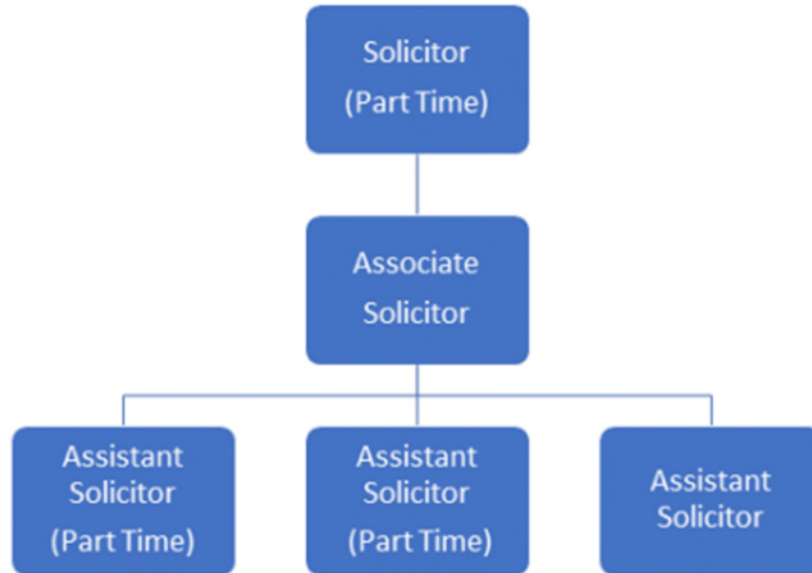 Solicitor
(Part Time)
Associate
Solicitor
Assistant
Solicitor
(Part Time)
Assistant
Solicitor
(Part Time)
Assistant
Solicitor